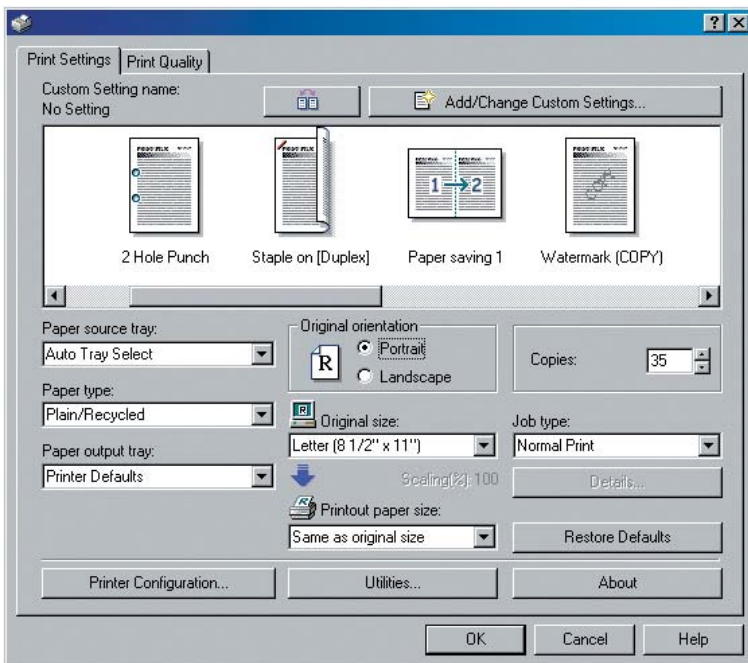 Print Settings
Print Quality
Custom Setting name:
No Setting
Add/Change Custom Settings...
1 2
COPY
2 Hole Punch
Staple on [Duplex]
Paper saving 1
Watermark (COPY)
Paper source tray:
Auto Tray Select
Original orientation
R
Portrait
Landscape
Copies:
35
Paper type:
Plain/Recycled
R
Original size:
Letter (8 1/2" x 11")
Job type:
Normal Print
Paper output tray:
Printer Defaults
Scaling(%): 100
Details...
R
Printout paper size:
Same as original size
Restore Defaults
Printer Configuration...
Utilities...
About
OK
Cancel
Help